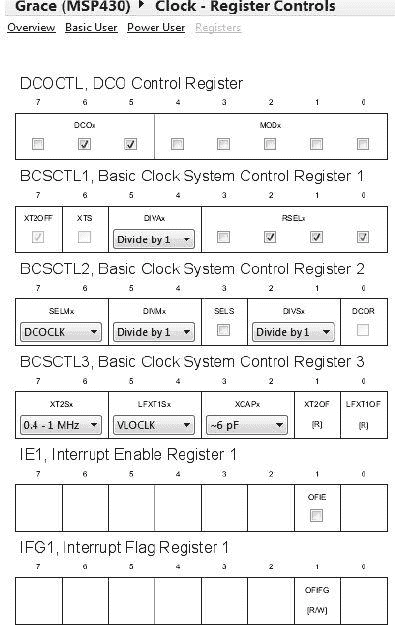 Grace (MSP430) ▸ Clock - Register Controls
Overview Basic User Power User Registers
DCOCTL, DCO Control Register
7 6 5 4 3 2 1 0
DCOx MODx
BCSCTL1, Basic Clock System Control Register 1
7 6 5 4 3 2 1 0
XT2OFF XTS DIVAx RSELx
Divide by 1
BCSCTL2, Basic Clock System Control Register 2
7 6 5 4 3 2 1 0
SELMx DIVMx SELS DIVSx DCOR
DCOCLK Divide by 1 Divide by 1
BCSCTL3, Basic Clock System Control Register 3
7 6 5 4 3 2 1 0
XT2Sx LFXT1Sx XCAPx XT2OF LFXT1OF
0.4 - 1 MHz VLOCLK ~6 pF [R] [R]
IE1, Interrupt Enable Register 1
7 6 5 4 3 2 1 0
OFIE
IFG1, Interrupt Flag Register 1
7 6 5 4 3 2 1 0
OFIFG
[R/W]